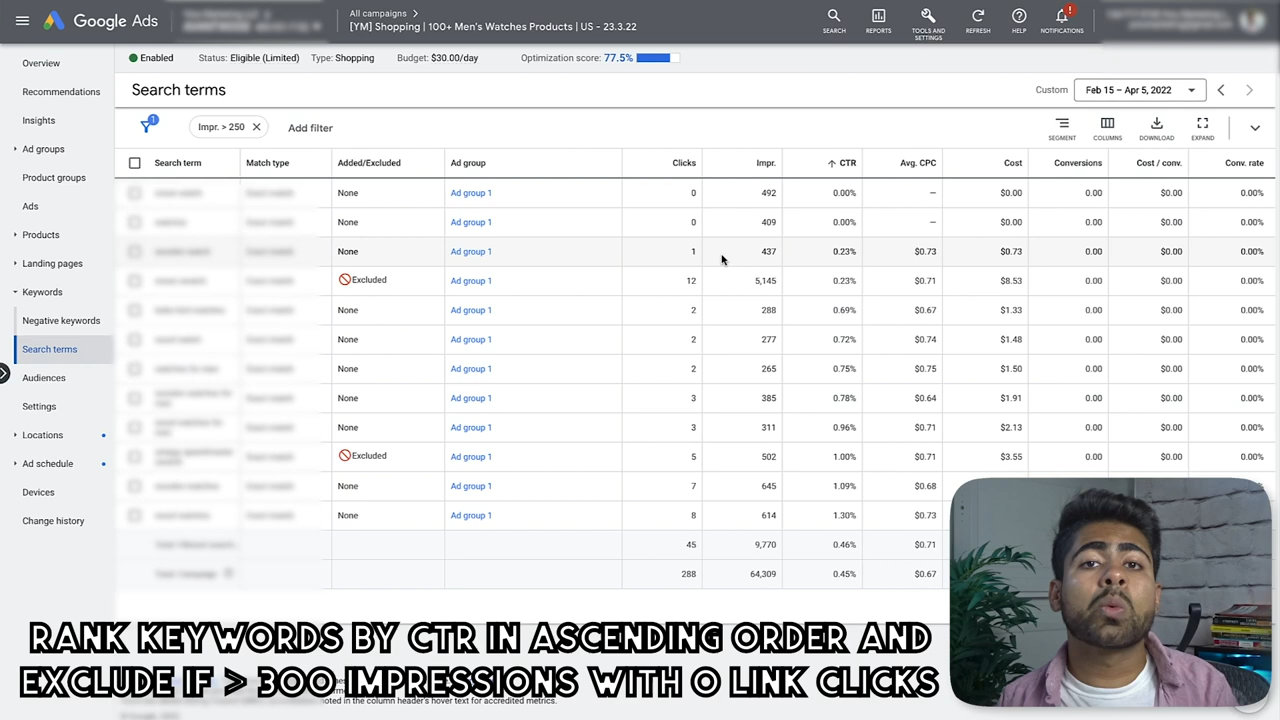 Google Ads
All campaigns
[YM] Shopping | 100+ Men's Watches Products | US - 23.3.22
SEARCH
REPORTS
TOOLS AND SETTINGS
REFRESH
HELP
!
NOTIFICATIONS
Enabled Status: Eligible (Limited) Type: Shopping Budget: $30.00/day Optimization score: 77.5%
Search terms
Custom Feb 15 – Apr 5, 2022
1 Impr. > 250 Add filter
SEGMENT COLUMNS DOWNLOAD EXPAND
Overview
Recommendations
Insights
Ad groups
Product groups
Ads
Products
Landing pages
Keywords
Negative keywords
Search terms
Audiences
Settings
Locations
Ad schedule
Devices
Change history
Search term Match type Added/Excluded Ad group Clicks Impr. CTR Avg. CPC Cost Conversions Cost / conv. Conv. rate
None Ad group 1 0 492 0.00% — $0.00 0.00 $0.00 0.00%
None Ad group 1 0 409 0.00% — $0.00 0.00 $0.00 0.00%
None Ad group 1 1 437 0.23% $0.73 $0.73 0.00 $0.00 0.00%
Excluded Ad group 1 12 5,145 0.23% $0.71 $8.53 0.00 $0.00 0.00%
None Ad group 1 2 288 0.69% $0.67 $1.33 0.00 $0.00 0.00%
None Ad group 1 2 277 0.72% $0.74 $1.48 0.00 $0.00 0.00%
None Ad group 1 2 265 0.75% $0.75 $1.50 0.00 $0.00 0.00%
None Ad group 1 3 385 0.78% $0.64 $1.91 0.00 $0.00 0.00%
None Ad group 1 3 311 0.96% $0.71 $2.13 0.00 $0.00 0.00%
Excluded Ad group 1 5 502 1.00% $0.71 $3.55 0.00 $0.00 0.00%
None Ad group 1 7 645 1.09% $0.68
None Ad group 1 8 614 1.30% $0.73
45 9,770 0.46% $0.71
288 64,309 0.45% $0.67
RANK KEYWORDS BY CTR IN ASCENDING ORDER AND
EXCLUDE IF > 300 IMPRESSIONS WITH 0 LINK CLICKS
noted in the column header's hover text for accredited metrics.